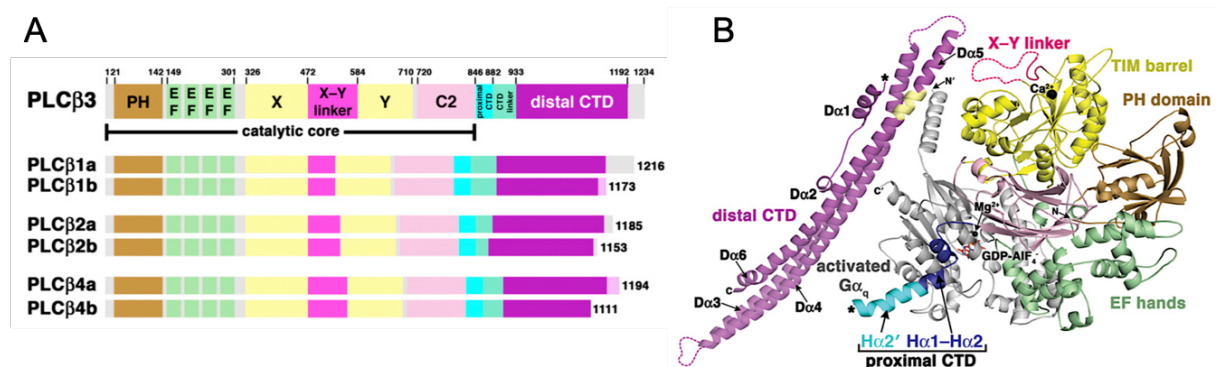 A
121 142 149 301 326 472 584 710 720 846 882 933 1192 1234
PLCβ3 PH E F E F E F E F X X–Y linker Y C2 proximal CTD CTD linker distal CTD
catalytic core
PLCβ1a 1216
PLCβ1b 1173
PLCβ2a 1185
PLCβ2b 1153
PLCβ4a 1194
PLCβ4b 1111
B
Dα5
X–Y linker
TIM barrel
*
N'
Ca²⁺
PH domain
Dα1
Dα2
C'
Mg²⁺
N
distal CTD
GDP-AlF₄⁻
Dα6
activated
Gαq
C
EF hands
Dα3
Dα4
*
Hα2′ Hα1–Hα2
proximal CTD